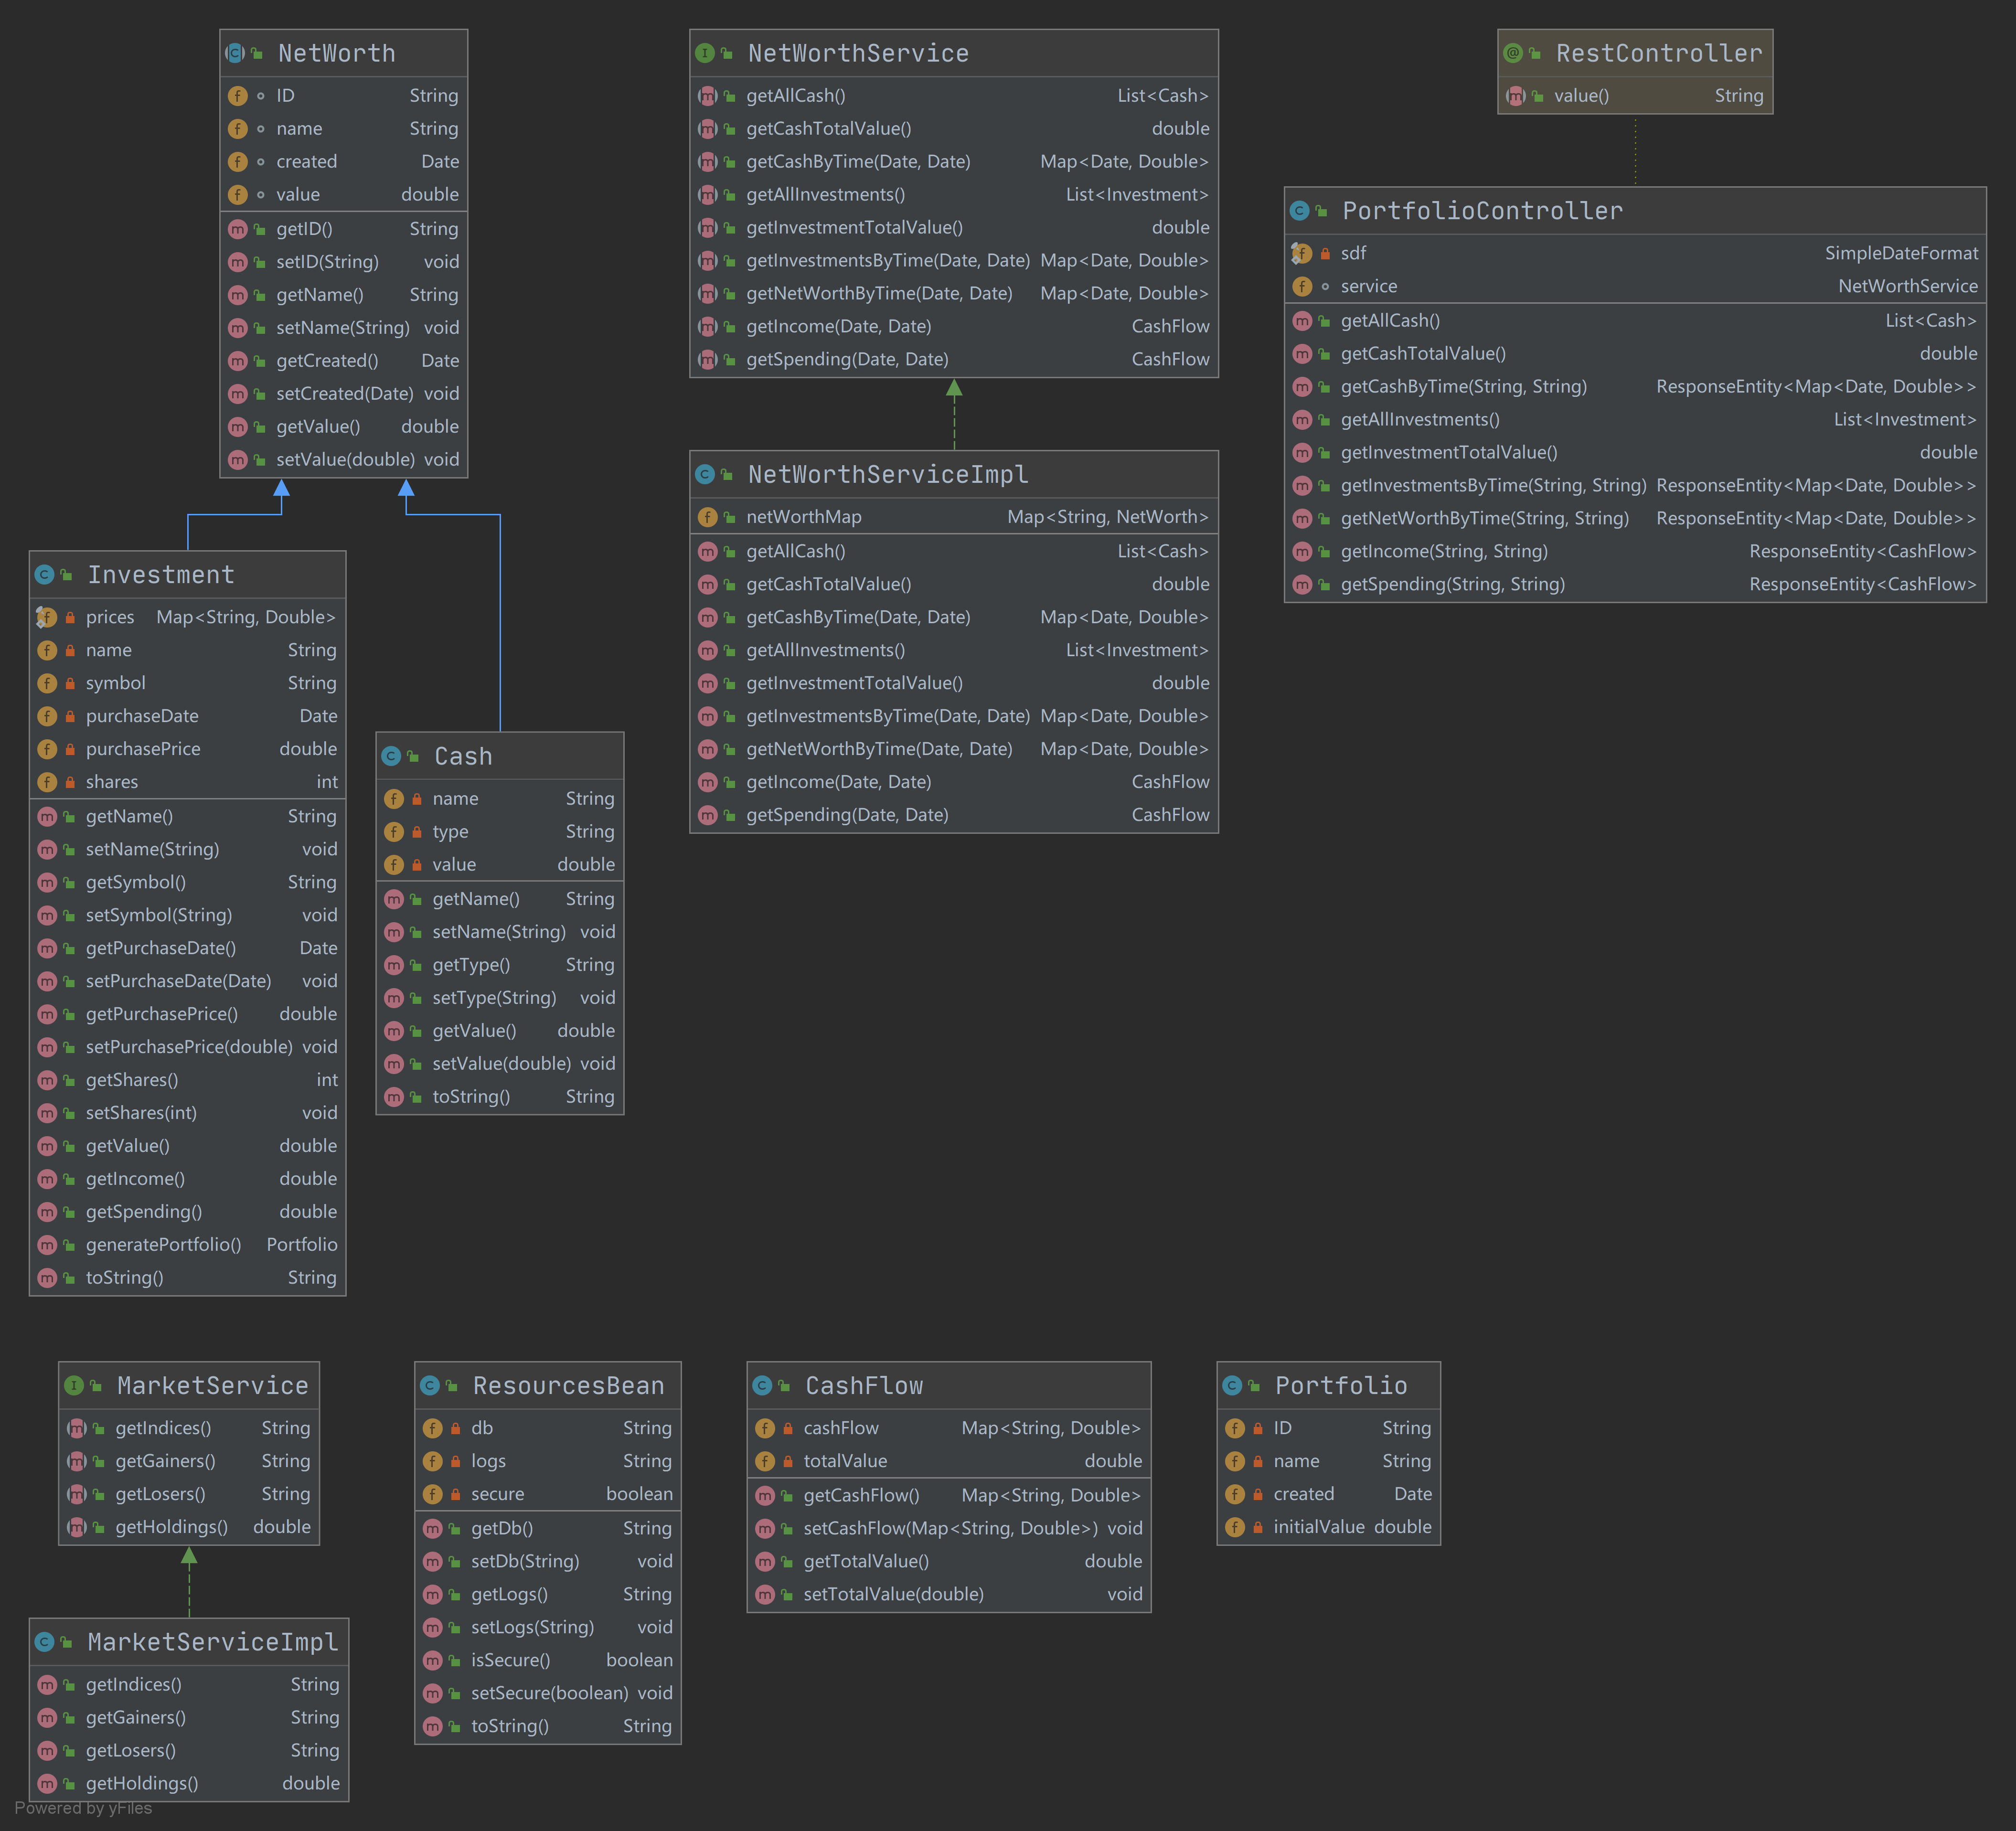 NetWorth
ID String
name String
created Date
value double
getID() String
setID(String) void
getName() String
setName(String) void
getCreated() Date
setCreated(Date) void
getValue() double
setValue(double) void
NetWorthService
getAllCash() List<Cash>
getCashTotalValue() double
getCashByTime(Date, Date) Map<Date, Double>
getAllInvestments() List<Investment>
getInvestmentTotalValue() double
getInvestmentsByTime(Date, Date) Map<Date, Double>
getNetWorthByTime(Date, Date) Map<Date, Double>
getIncome(Date, Date) CashFlow
getSpending(Date, Date) CashFlow
RestController
value() String
PortfolioController
sdf SimpleDateFormat
service NetWorthService
getAllCash() List<Cash>
getCashTotalValue() double
getCashByTime(String, String) ResponseEntity<Map<Date, Double>>
getAllInvestments() List<Investment>
getInvestmentTotalValue() double
getInvestmentsByTime(String, String) ResponseEntity<Map<Date, Double>>
getNetWorthByTime(String, String) ResponseEntity<Map<Date, Double>>
getIncome(String, String) ResponseEntity<CashFlow>
getSpending(String, String) ResponseEntity<CashFlow>
NetWorthServiceImpl
netWorthMap Map<String, NetWorth>
getAllCash() List<Cash>
getCashTotalValue() double
getCashByTime(Date, Date) Map<Date, Double>
getAllInvestments() List<Investment>
getInvestmentTotalValue() double
getInvestmentsByTime(Date, Date) Map<Date, Double>
getNetWorthByTime(Date, Date) Map<Date, Double>
getIncome(Date, Date) CashFlow
getSpending(Date, Date) CashFlow
Investment
prices Map<String, Double>
name String
symbol String
purchaseDate Date
purchasePrice double
shares int
getName() String
setName(String) void
getSymbol() String
setSymbol(String) void
getPurchaseDate() Date
setPurchaseDate(Date) void
getPurchasePrice() double
setPurchasePrice(double) void
getShares() int
setShares(int) void
getValue() double
getIncome() double
getSpending() double
generatePortfolio() Portfolio
toString() String
Cash
name String
type String
value double
getName() String
setName(String) void
getType() String
setType(String) void
getValue() double
setValue(double) void
toString() String
MarketService
getIndices() String
getGainers() String
getLosers() String
getHoldings() double
ResourcesBean
db String
logs String
secure boolean
getDb() String
setDb(String) void
getLogs() String
setLogs(String) void
isSecure() boolean
setSecure(boolean) void
toString() String
CashFlow
cashFlow Map<String, Double>
totalValue double
getCashFlow() Map<String, Double>
setCashFlow(Map<String, Double>) void
getTotalValue() double
setTotalValue(double) void
Portfolio
ID String
name String
created Date
initialValue double
MarketServiceImpl
getIndices() String
getGainers() String
getLosers() String
getHoldings() double
Powered by yFiles